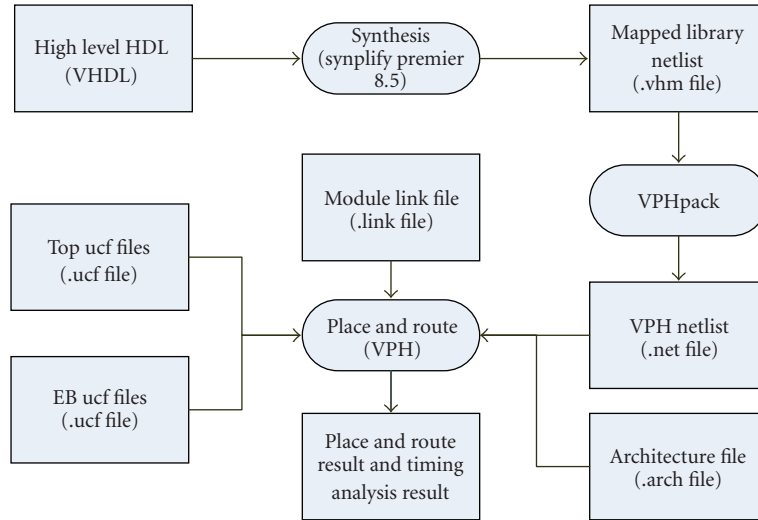 High level HDL
(VHDL)
Synthesis
(synplify premier
8.5)
Mapped library
netlist
(.vhm file)
Module link file
(.link file)
VPHpack
Top ucf files
(.ucf file)
Place and route
(VPH)
VPH netlist
(.net file)
EB ucf files
(.ucf file)
Place and route
result and timing
analysis result
Architecture file
(.arch file)